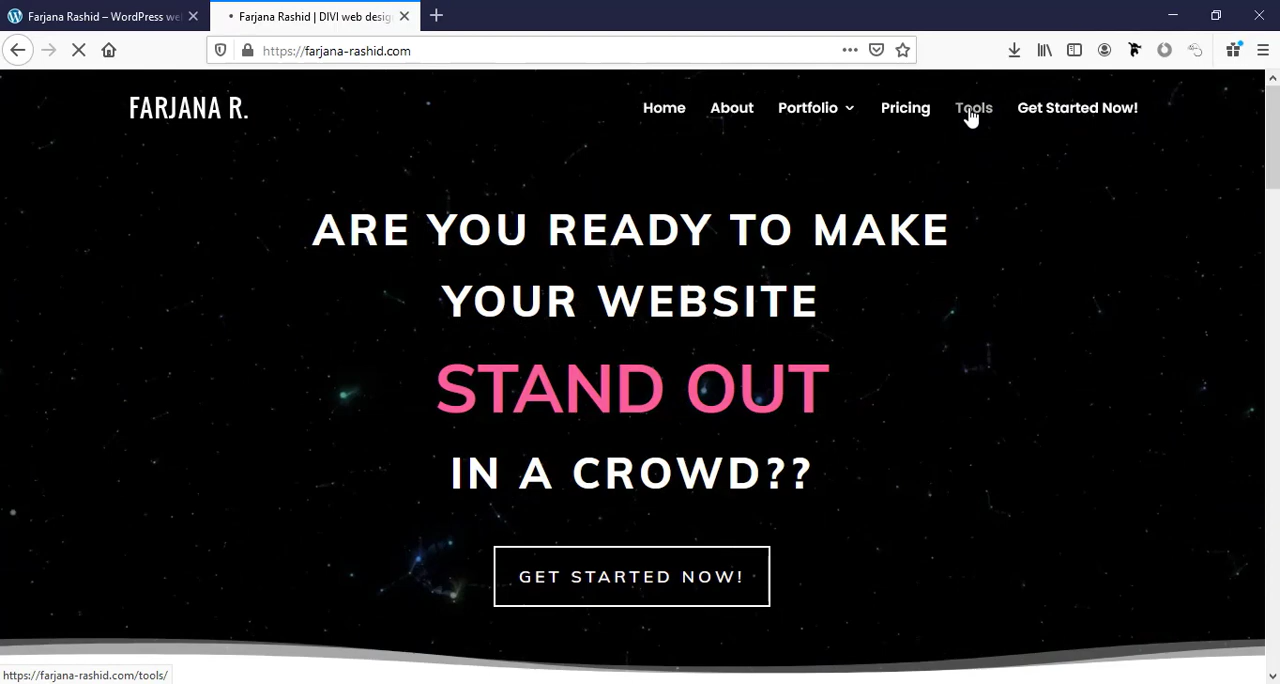 Farjana Rashid – WordPress we
Farjana Rashid | DIVI web desig
https://farjana-rashid.com
FARJANA R.
Home
About
Portfolio
Pricing
Tools
Get Started Now!
ARE YOU READY TO MAKE
YOUR WEBSITE
STAND OUT
IN A CROWD??
GET STARTED NOW!
https://farjana-rashid.com/tools/